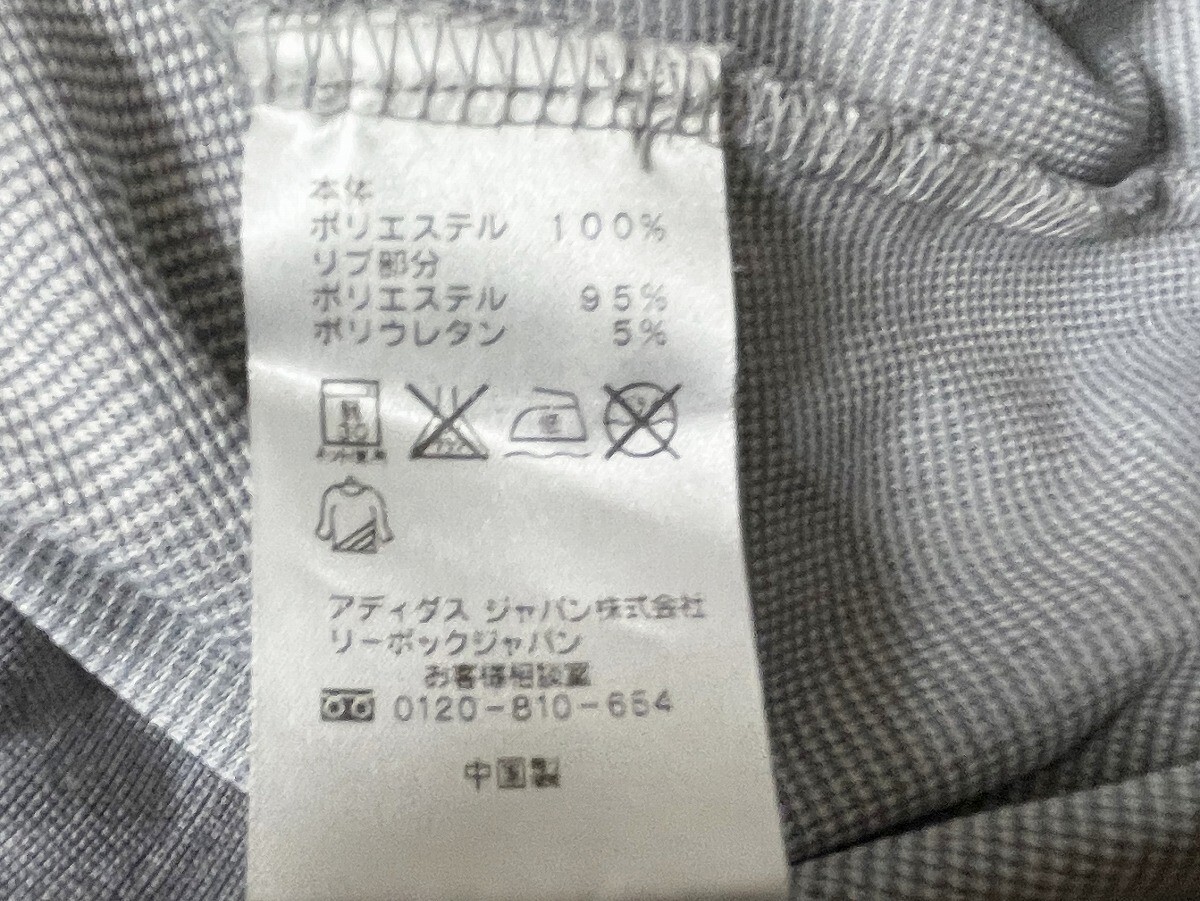 本体
ポリエステル 100%
リブ部分
ポリエステル 95%
ポリウレタン 5%
アディダス ジャパン株式会社
リーボックジャパン
お客様相談室
0120-810-654
中国製